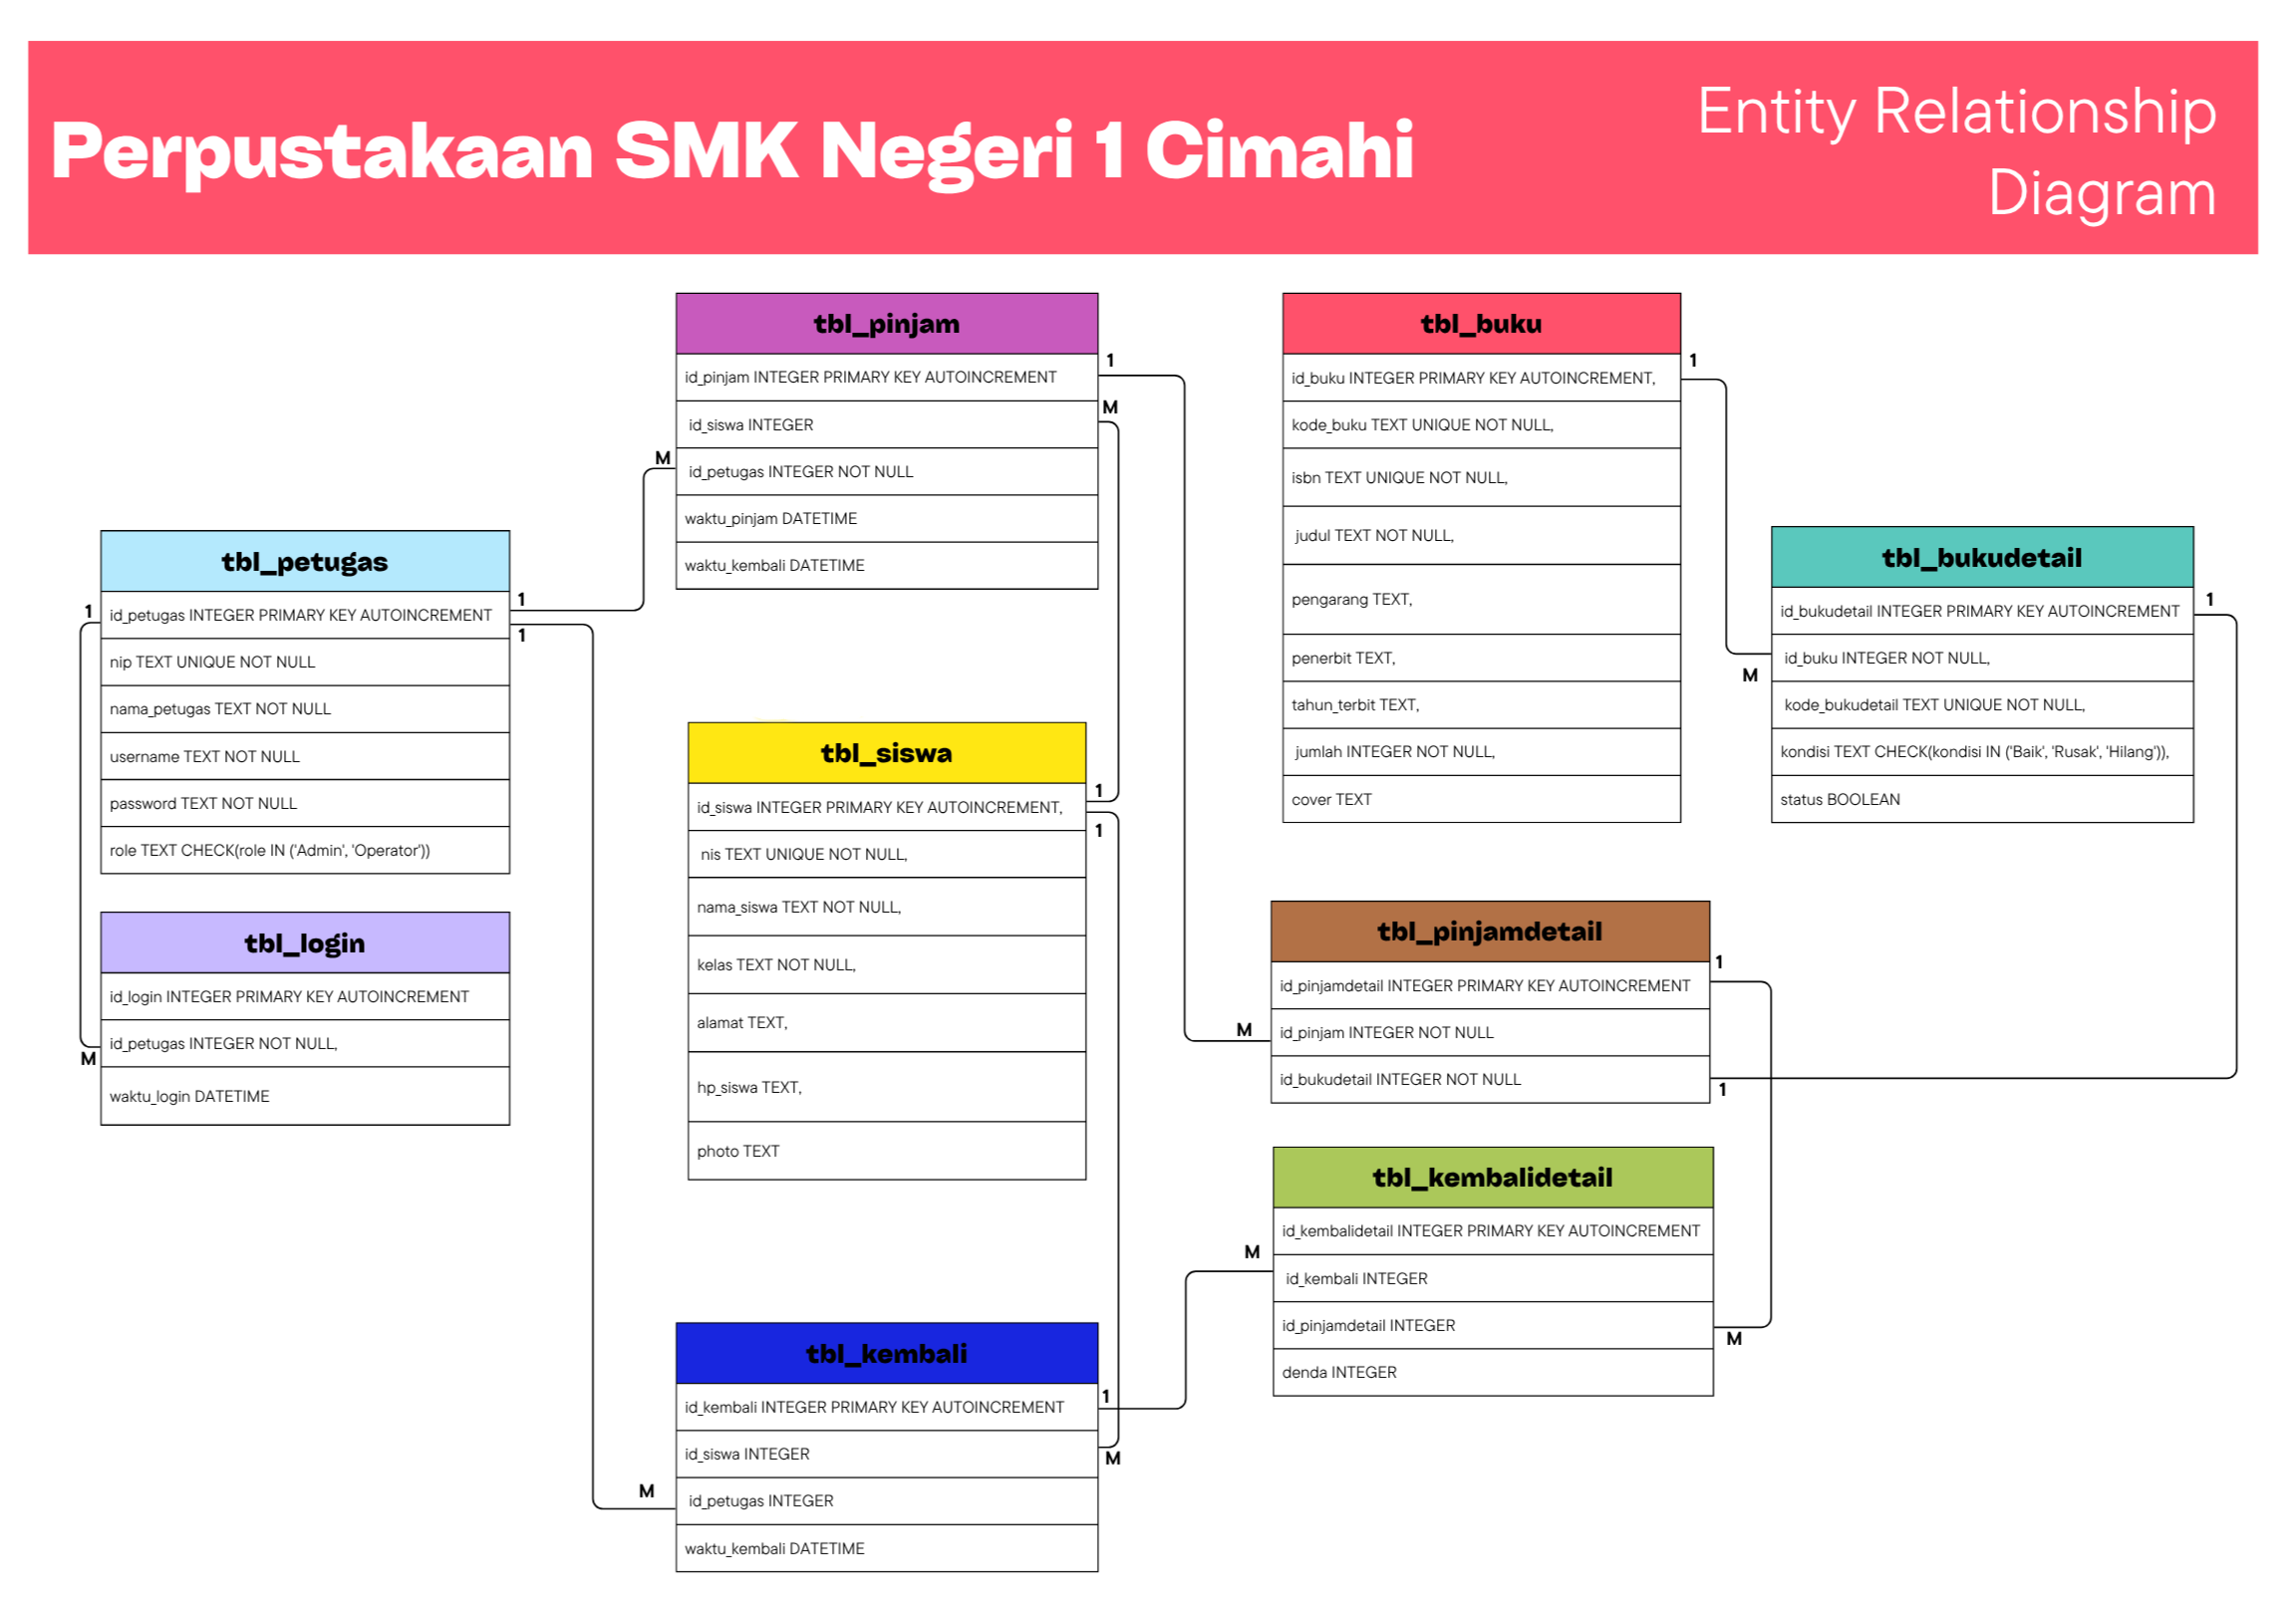 Perpustakaan SMK Negeri 1 Cimahi
Entity Relationship
Diagram
tbl_pinjam
id_pinjam INTEGER PRIMARY KEY AUTOINCREMENT
id_siswa INTEGER
id_petugas INTEGER NOT NULL
waktu_pinjam DATETIME
waktu_kembali DATETIME
1
M
M
tbl_buku
id_buku INTEGER PRIMARY KEY AUTOINCREMENT,
kode_buku TEXT UNIQUE NOT NULL,
isbn TEXT UNIQUE NOT NULL,
judul TEXT NOT NULL,
pengarang TEXT,
penerbit TEXT,
tahun_terbit TEXT,
jumlah INTEGER NOT NULL,
cover TEXT
1
tbl_petugas
id_petugas INTEGER PRIMARY KEY AUTOINCREMENT
nip TEXT UNIQUE NOT NULL
nama_petugas TEXT NOT NULL
username TEXT NOT NULL
password TEXT NOT NULL
role TEXT CHECK(role IN ('Admin', 'Operator'))
1
1
1
tbl_bukudetail
id_bukudetail INTEGER PRIMARY KEY AUTOINCREMENT
id_buku INTEGER NOT NULL,
kode_bukudetail TEXT UNIQUE NOT NULL,
kondisi TEXT CHECK(kondisi IN ('Baik', 'Rusak', 'Hilang')),
status BOOLEAN
1
M
tbl_siswa
id_siswa INTEGER PRIMARY KEY AUTOINCREMENT,
nis TEXT UNIQUE NOT NULL,
nama_siswa TEXT NOT NULL,
kelas TEXT NOT NULL,
alamat TEXT,
hp_siswa TEXT,
photo TEXT
1
1
tbl_login
id_login INTEGER PRIMARY KEY AUTOINCREMENT
id_petugas INTEGER NOT NULL,
waktu_login DATETIME
M
tbl_pinjamdetail
id_pinjamdetail INTEGER PRIMARY KEY AUTOINCREMENT
id_pinjam INTEGER NOT NULL
id_bukudetail INTEGER NOT NULL
1
M
1
tbl_kembalidetail
id_kembalidetail INTEGER PRIMARY KEY AUTOINCREMENT
id_kembali INTEGER
id_pinjamdetail INTEGER
denda INTEGER
M
M
tbl_kembali
id_kembali INTEGER PRIMARY KEY AUTOINCREMENT
id_siswa INTEGER
id_petugas INTEGER
waktu_kembali DATETIME
1
M
M